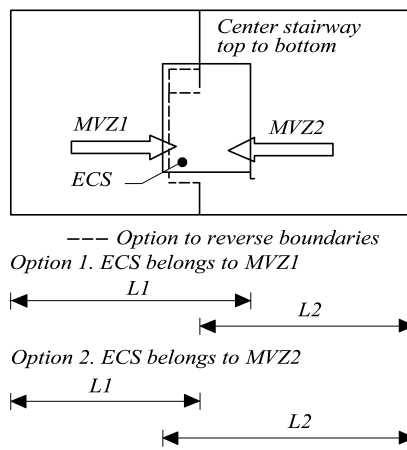 Center stairway
top to bottom
MVZ1
MVZ2
ECS
Option to reverse boundaries
Option 1. ECS belongs to MVZ1
L1
L2
Option 2. ECS belongs to MVZ2
L1
L2